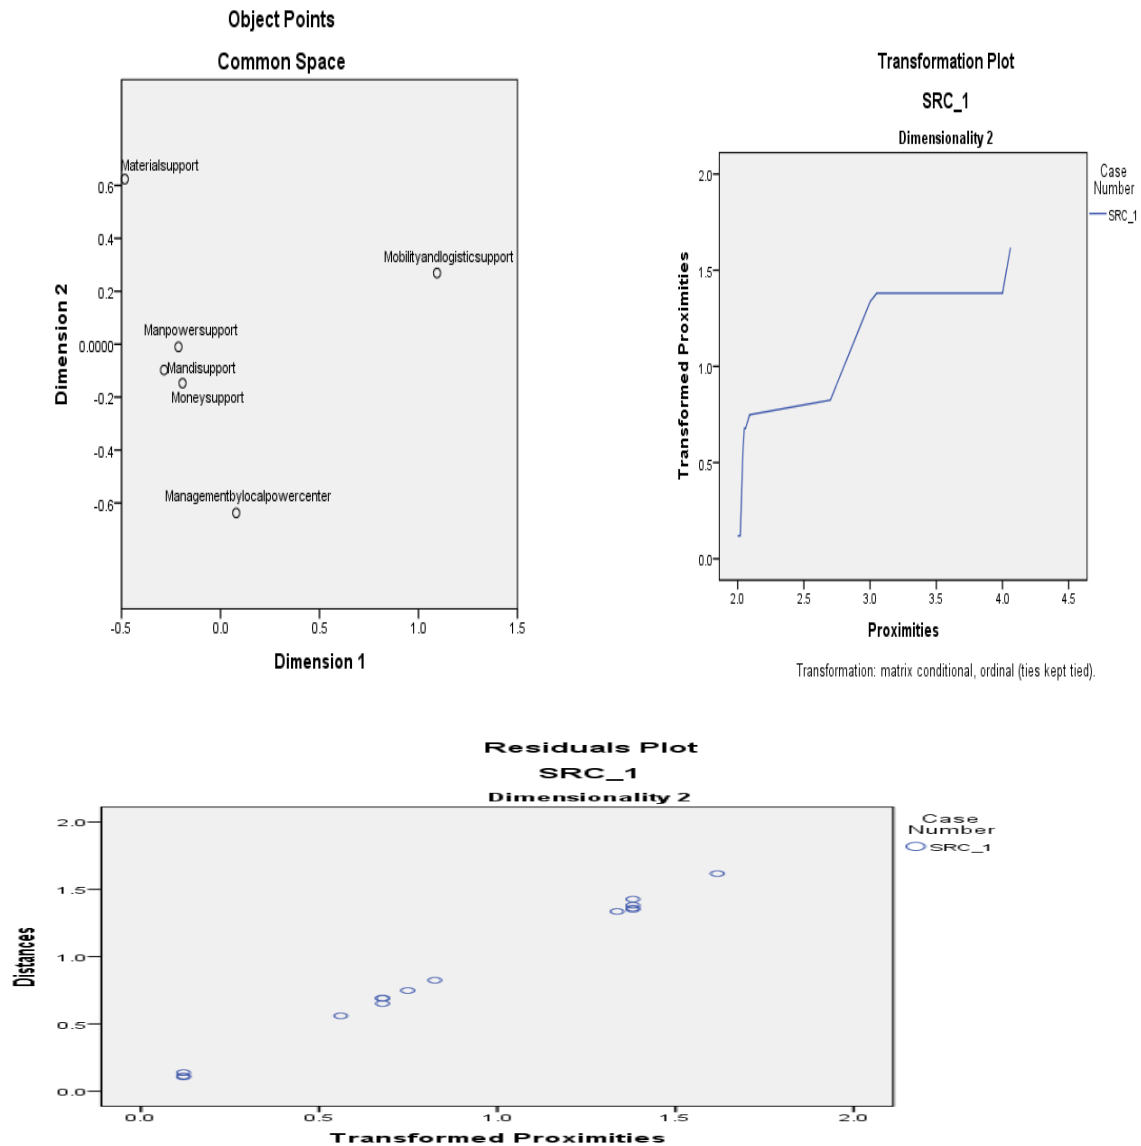 Object Points
Common Space
Materialsupport
0.6
0.4
Mobilityandlogisticsupport
0.2
Manpowersupport
0.0000
Mandisupport
-0.2
Moneysupport
-0.4
Managementbylocalpowercenter
-0.6
Dimension 2
-0.5 0.0 0.5 1.0 1.5
Dimension 1
Transformation Plot
SRC_1
Dimensionality 2
2.0
1.5
1.0
0.5
0.0
Transformed Proximities
2.0 2.5 3.0 3.5 4.0 4.5
Proximities
Case
Number
SRC_1
Transformation: matrix conditional, ordinal (ties kept tied).
Residuals Plot
SRC_1
Dimensionality 2
2.0
1.5
1.0
0.5
0.0
Distances
0.0 0.5 1.0 1.5 2.0
Transformed Proximities
Case
Number
SRC_1